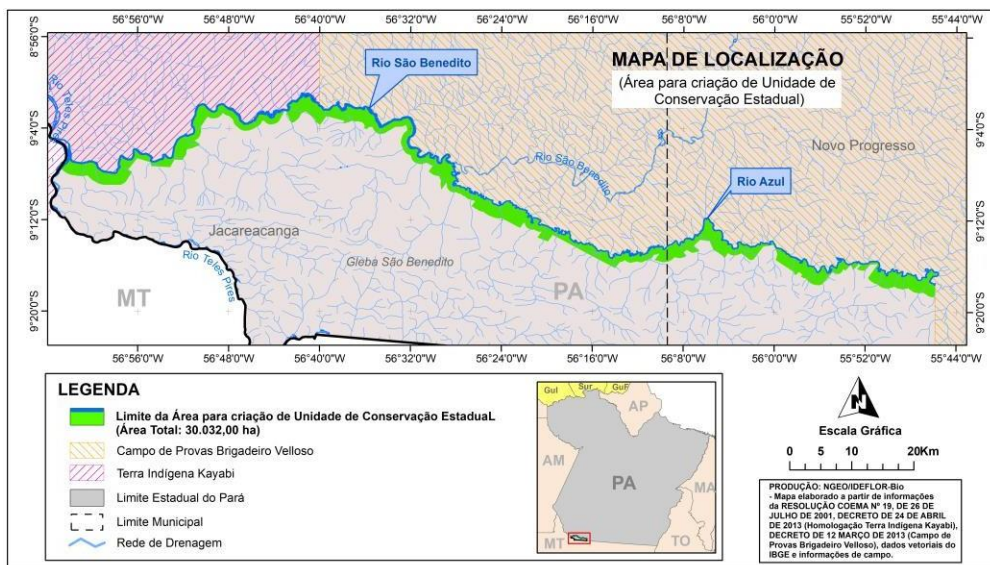 56°56'0"W 56°48'0"W 56°40'0"W 56°32'0"W 56°24'0"W 56°16'0"W 56°8'0"W 56°0'0"W 55°52'0"W 55°44'0"W
8°56'0"S
9°4'0"S
9°12'0"S
9°20'0"S
MAPA DE LOCALIZAÇÃO
(Área para criação de Unidade de
Conservação Estadual)
Rio São Benedito
Rio Teles Pires
Rio São Benedito
Novo Progresso
Rio Azul
Jacareacanga
Gleba São Benedito
Rio Teles Pires
MT
PA
9°4'0"S
9°12'0"S
9°20'0"S
56°56'0"W 56°48'0"W 56°40'0"W 56°32'0"W 56°24'0"W 56°16'0"W 56°8'0"W 56°0'0"W 55°52'0"W 55°44'0"W
LEGENDA
Limite da Área para criação de Unidade de Conservação EstaduaL
(Área Total: 30.032,00 ha)
Campo de Provas Brigadeiro Velloso
Terra Indígena Kayabi
Limite Estadual do Pará
Limite Municipal
Rede de Drenagem
Gui Sur GuF
AP
AM
PA
MA
MT
TO
N
Escala Gráfica
0 5 10 20Km
PRODUÇÃO: NGEO/IDEFLOR-Bio
- Mapa elaborado a partir de informações
da RESOLUÇÃO COEMA Nº 19, DE 26 DE
JULHO DE 2001, DECRETO DE 24 DE ABRIL
DE 2013 (Homologação Terra Indígena Kayabi),
DECRETO DE 12 MARÇO DE 2013 (Campo de
Provas Brigadeiro Velloso), dados vetoriais do
IBGE e informações de campo.